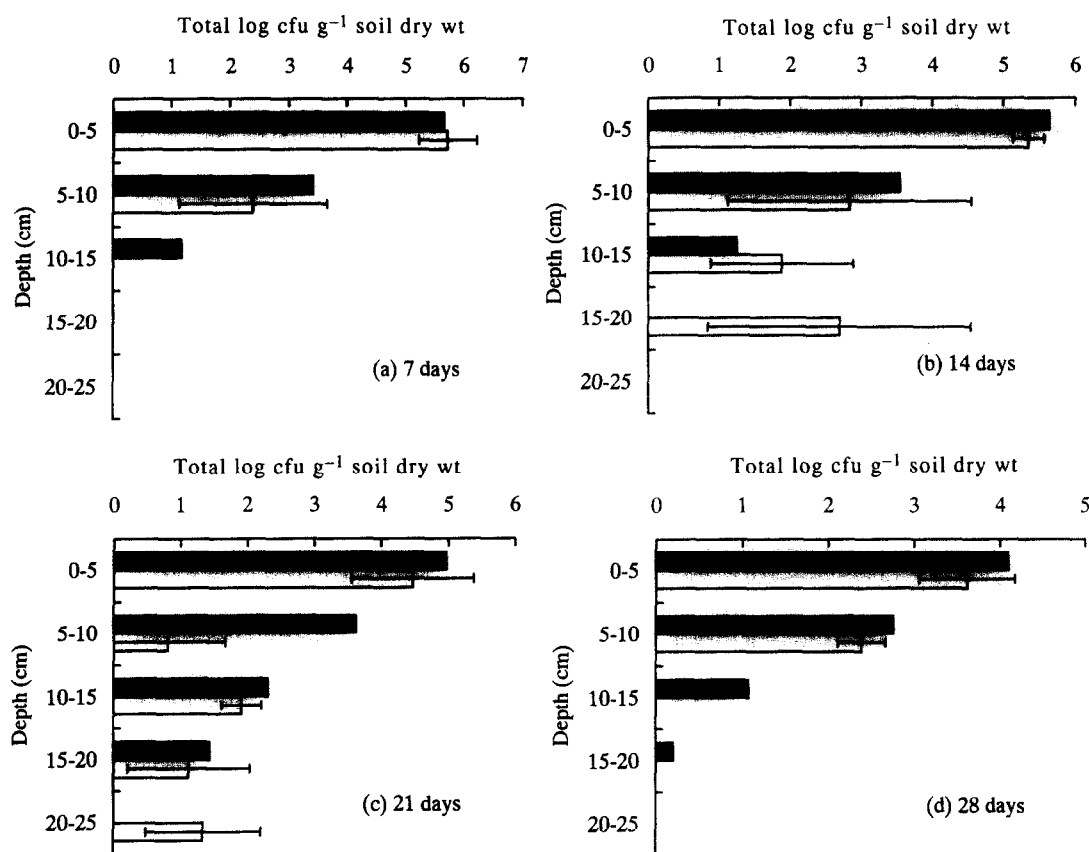 Total log cfu g⁻¹ soil dry wt
0 1 2 3 4 5 6 7
Depth (cm)
0-5
5-10
10-15
15-20
20-25
(a) 7 days
Total log cfu g⁻¹ soil dry wt
0 1 2 3 4 5 6
Depth (cm)
0-5
5-10
10-15
15-20
20-25
(b) 14 days
Total log cfu g⁻¹ soil dry wt
0 1 2 3 4 5 6
Depth (cm)
0-5
5-10
10-15
15-20
20-25
(c) 21 days
Total log cfu g⁻¹ soil dry wt
0 1 2 3 4 5
Depth (cm)
0-5
5-10
10-15
15-20
20-25
(d) 28 days